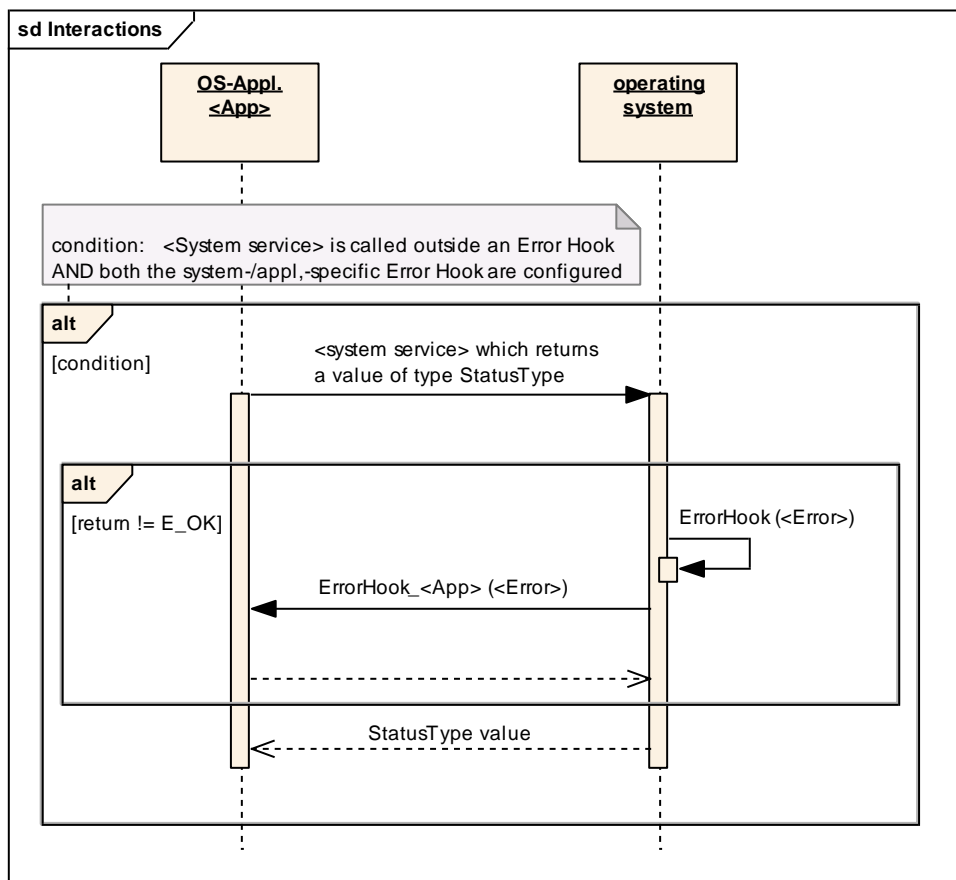 sd Interactions
OS-Appl.
<App>
operating
system
condition: <System service> is called outside an Error Hook
AND both the system-/appl,-specific Error Hook are configured
alt
[condition]
<system service> which returns
a value of type StatusType
alt
[return != E_OK]
ErrorHook (<Error>)
ErrorHook_<App> (<Error>)
StatusType value